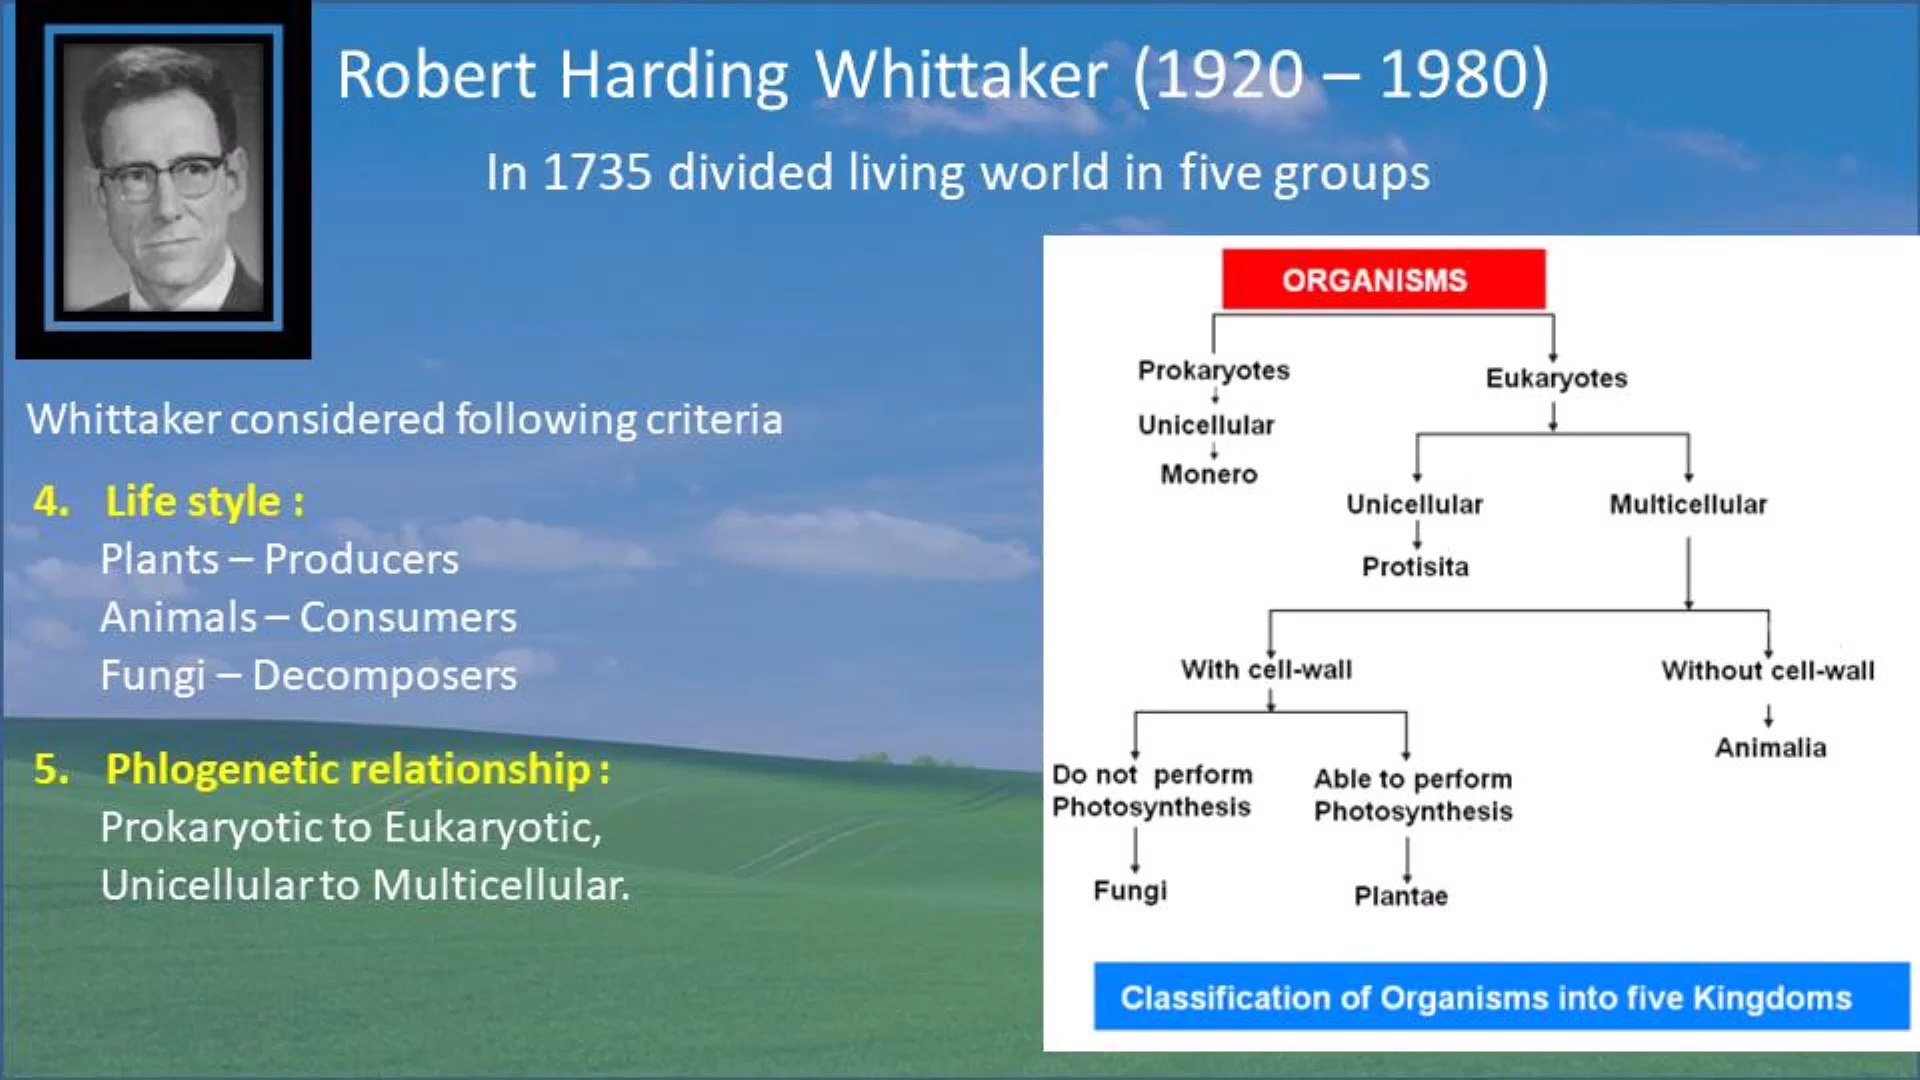 Robert Harding Whittaker (1920 – 1980)
In 1735 divided living world in five groups
Whittaker considered following criteria
4. Life style :
Plants – Producers
Animals – Consumers
Fungi – Decomposers
5. Phlogenetic relationship :
Prokaryotic to Eukaryotic,
Unicellular to Multicellular.
ORGANISMS
Prokaryotes
Eukaryotes
Unicellular
Monero
Unicellular
Multicellular
Protisita
With cell-wall
Without cell-wall
Animalia
Do not perform
Photosynthesis
Able to perform
Photosynthesis
Fungi
Plantae
Classification of Organisms into five Kingdoms